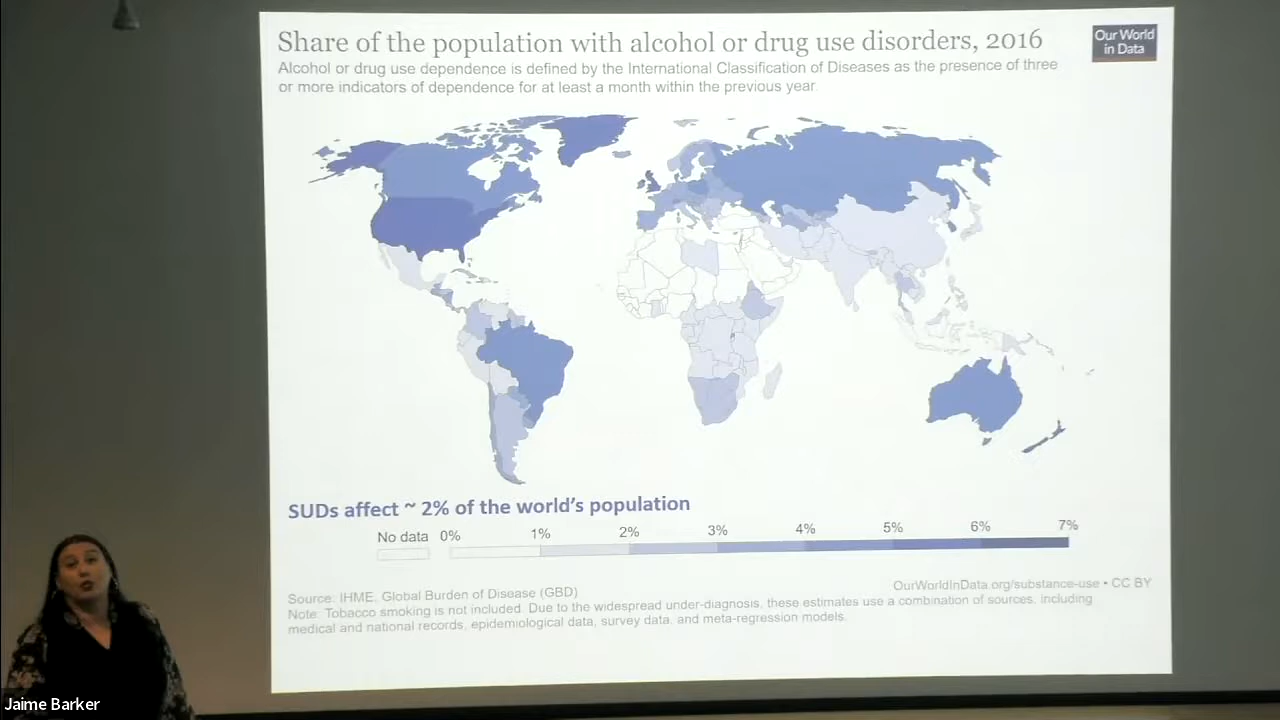 Share of the population with alcohol or drug use disorders, 2016
Our World
in Data
Alcohol or drug use dependence is defined by the International Classification of Diseases as the presence of three
or more indicators of dependence for at least a month within the previous year.
SUDs affect ~ 2% of the world's population
No data 0% 1% 2% 3% 4% 5% 6% 7%
Source: IHME, Global Burden of Disease (GBD)
OurWorldInData.org/substance-use • CC BY
Note: Tobacco smoking is not included. Due to the widespread under-diagnosis, these estimates use a combination of sources, including
medical and national records, epidemiological data, survey data, and meta-regression models.
Jaime Barker